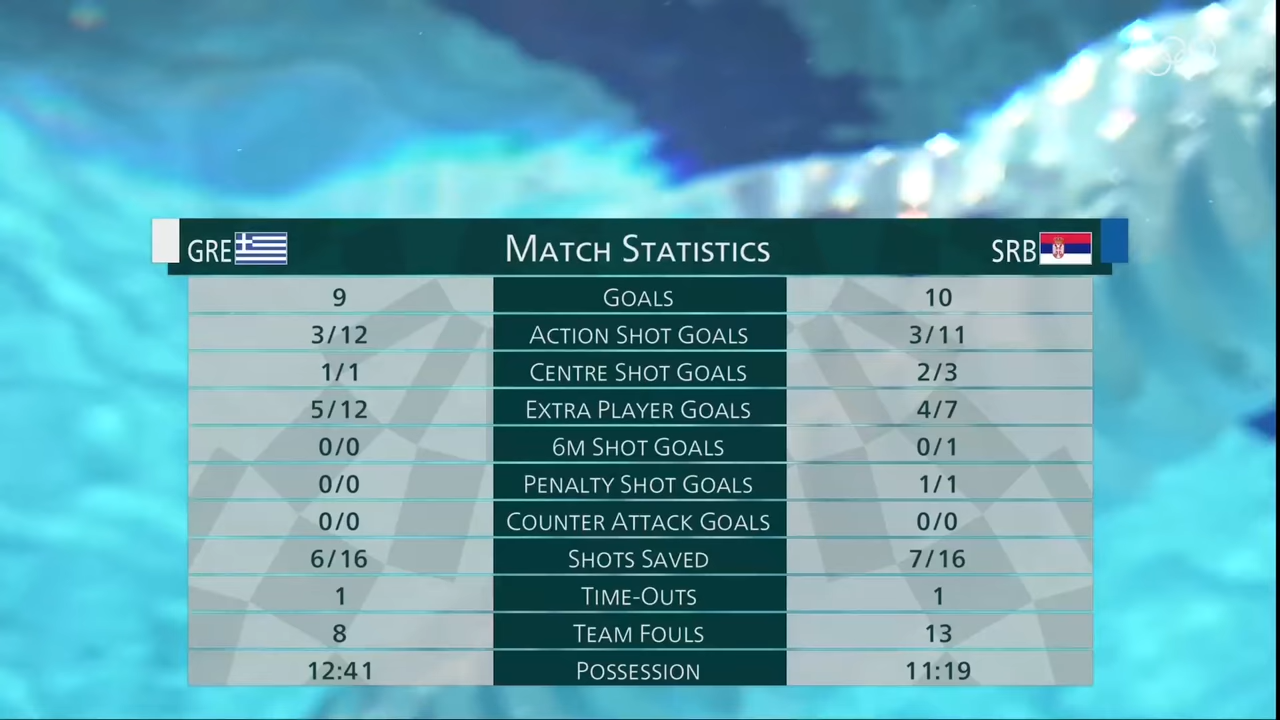 GRE MATCH STATISTICS SRB
9 GOALS 10
3/12 ACTION SHOT GOALS 3/11
1/1 CENTRE SHOT GOALS 2/3
5/12 EXTRA PLAYER GOALS 4/7
0/0 6M SHOT GOALS 0/1
0/0 PENALTY SHOT GOALS 1/1
0/0 COUNTER ATTACK GOALS 0/0
6/16 SHOTS SAVED 7/16
1 TIME-OUTS 1
8 TEAM FOULS 13
12:41 POSSESSION 11:19